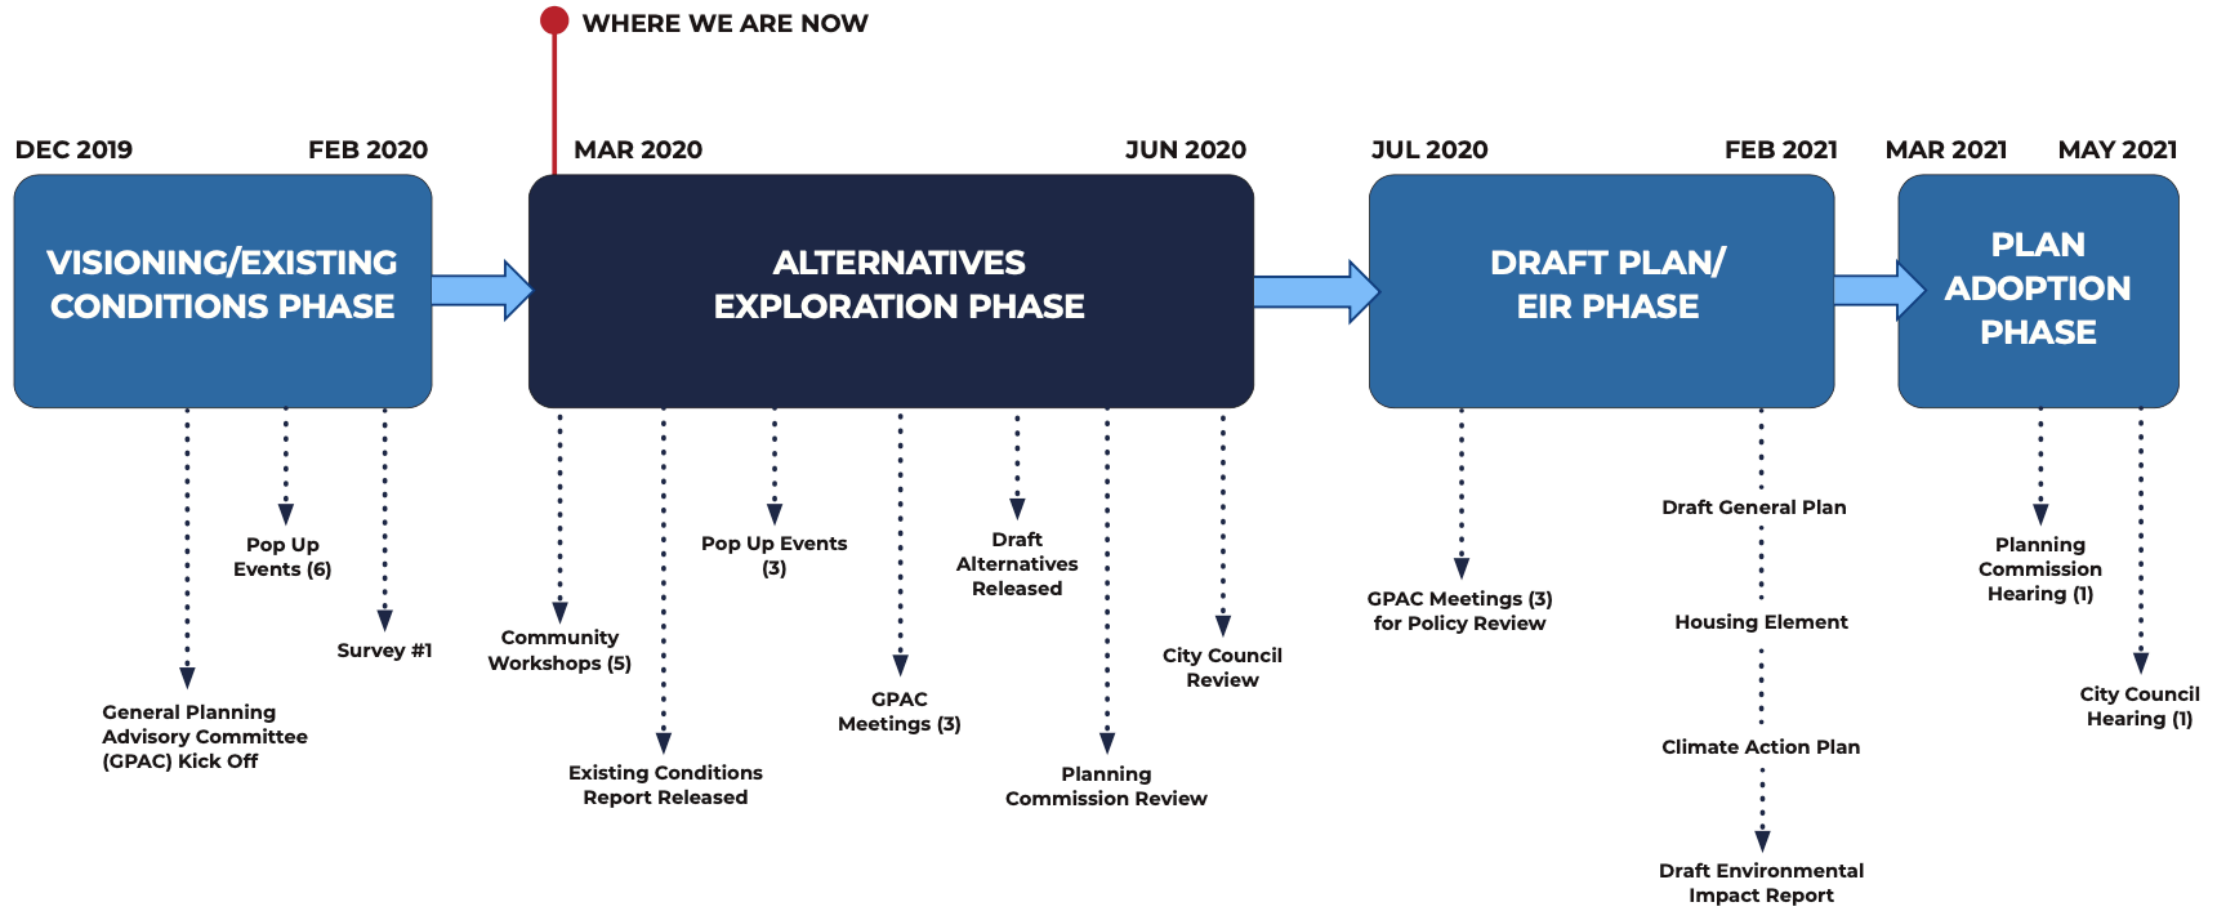 WHERE WE ARE NOW
DEC 2019
FEB 2020
MAR 2020
JUN 2020
JUL 2020
FEB 2021
MAR 2021
MAY 2021
VISIONING/EXISTING
CONDITIONS PHASE
ALTERNATIVES
EXPLORATION PHASE
DRAFT PLAN/
EIR PHASE
PLAN
ADOPTION
PHASE
General Planning
Advisory Committee
(GPAC) Kick Off
Pop Up
Events (6)
Survey #1
Community
Workshops (5)
Existing Conditions
Report Released
Pop Up Events
(3)
GPAC
Meetings (3)
Draft
Alternatives
Released
Planning
Commission Review
City Council
Review
GPAC Meetings (3)
for Policy Review
Draft General Plan
Housing Element
Climate Action Plan
Draft Environmental
Impact Report
Planning
Commission
Hearing (1)
City Council
Hearing (1)